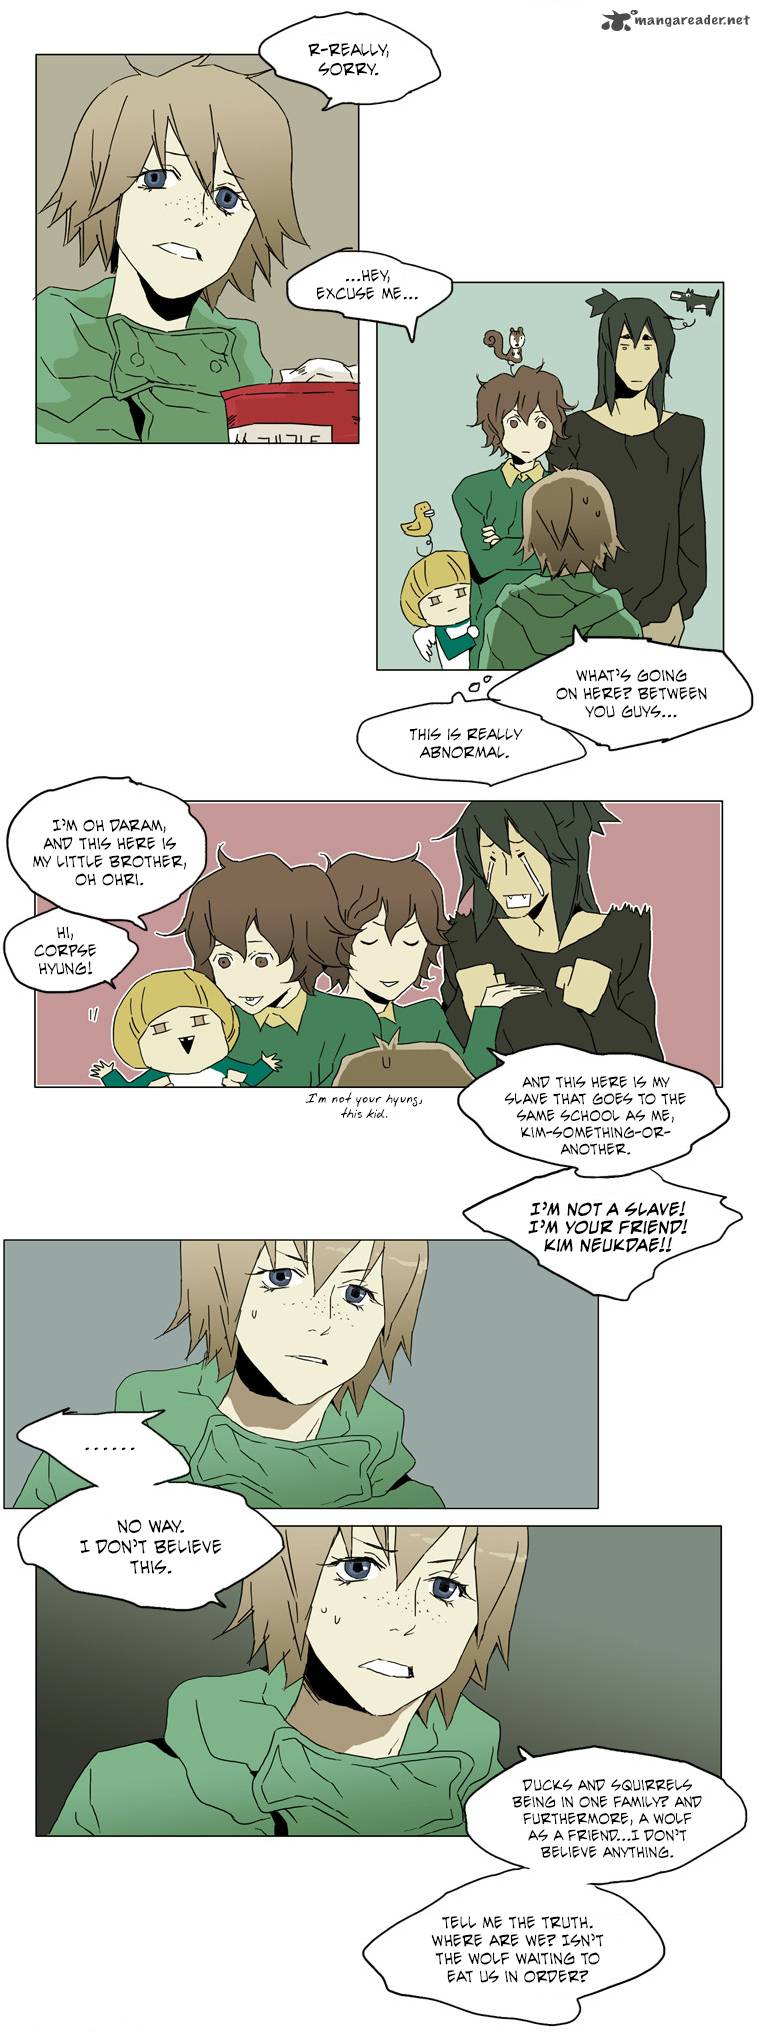 mangareader.net
R-REALLY,
SORRY.
...HEY,
EXCUSE ME...
WHAT'S GOING
ON HERE? BETWEEN
YOU GUYS...
THIS IS REALLY
ABNORMAL.
I'M OH DARAM,
AND THIS HERE IS
MY LITTLE BROTHER,
OH OHRI.
HI,
CORPSE
HYUNG!
I'm not your hyung,
this kid.
AND THIS HERE IS MY
SLAVE THAT GOES TO THE
SAME SCHOOL AS ME,
KIM-SOMETHING-OR-
ANOTHER.
I'M NOT A SLAVE!
I'M YOUR FRIEND!
KIM NEUKDAE!!
......
NO WAY.
I DON'T BELIEVE
THIS.
DUCKS AND SQUIRRELS
BEING IN ONE FAMILY? AND
FURTHERMORE, A WOLF
AS A FRIEND...I DON'T
BELIEVE ANYTHING.
TELL ME THE TRUTH.
WHERE ARE WE? ISN'T
THE WOLF WAITING TO
EAT US IN ORDER?